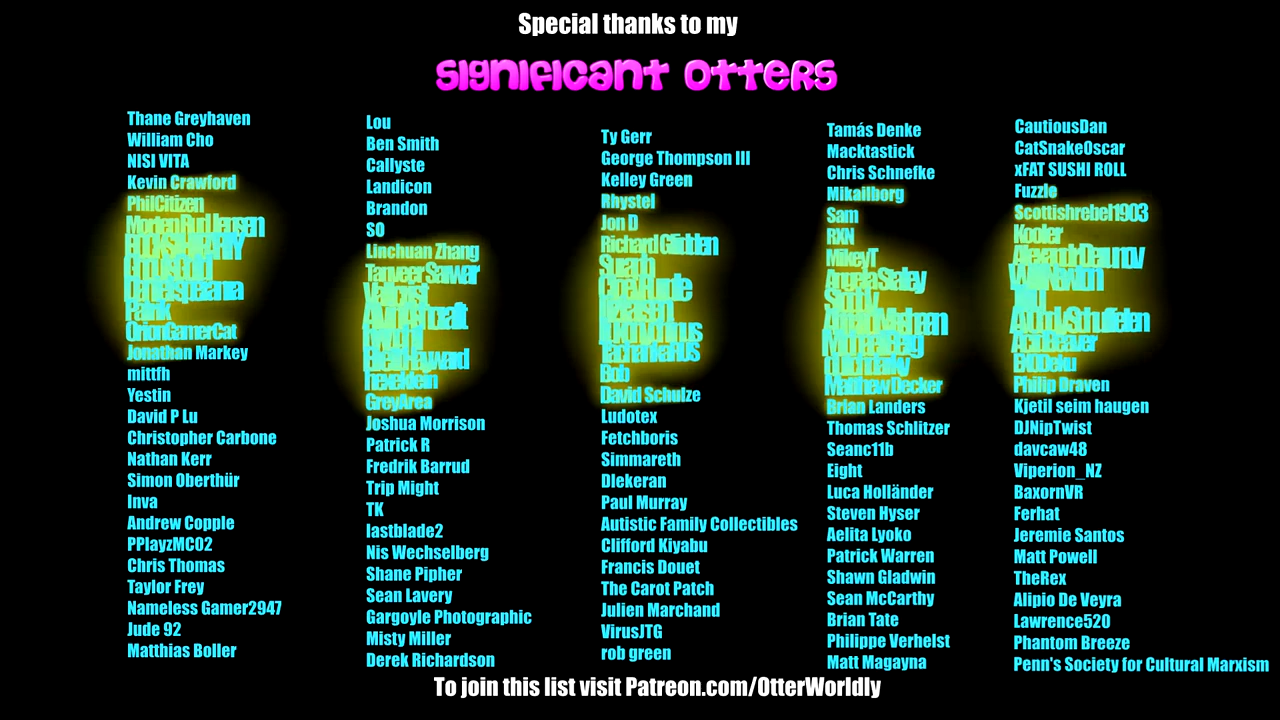 Special thanks to my
SIGNIFICANT OTTERS
Thane Greyhaven
William Cho
NISI VITA
Kevin Crawford
PhilCitizen
OrionGamerCat
Jonathan Markey
mittfh
Yestin
David P Lu
Christopher Carbone
Nathan Kerr
Simon Oberthür
Inva
Andrew Copple
PPlayzMC02
Chris Thomas
Taylor Frey
Nameless Gamer2947
Jude 92
Matthias Boller
Lou
Ben Smith
Callyste
Landicon
Brandon
SO
Linchuan Zhang
Tanveer Sawar
GreyArea
Joshua Morrison
Patrick R
Fredrik Barrud
Trip Might
TK
lastblade2
Nis Wechselberg
Shane Pipher
Sean Lavery
Gargoyle Photographic
Misty Miller
Derek Richardson
Ty Gerr
George Thompson III
Kelley Green
Rhystel
Jon D
Richard Glidden
Bob
David Schulze
Ludotex
Fetchboris
Simmareth
Dlekeran
Paul Murray
Autistic Family Collectibles
Clifford Kiyabu
Francis Douet
The Carot Patch
Julien Marchand
VirusJTG
rob green
Tamás Denke
Macktastick
Chris Schnefke
Mikailborg
Sam
RXN
MikeyT
Angela Staley
Matthew Decker
Brian Landers
Thomas Schlitzer
Seanc11b
Eight
Luca Holländer
Steven Hyser
Aelita Lyoko
Patrick Warren
Shawn Gladwin
Sean McCarthy
Brian Tate
Philippe Verhelst
Matt Magayna
CautiousDan
CatSnakeOscar
xFAT SUSHI ROLL
Fuzzle
Scottishrebel1903
Kooler
Philip Draven
Kjetil seim haugen
DJNipTwist
davcaw48
Viperion_NZ
BaxornVR
Ferhat
Jeremie Santos
Matt Powell
TheRex
Alipio De Veyra
Lawrence520
Phantom Breeze
Penn's Society for Cultural Marxism
To join this list visit Patreon.com/OtterWorldly